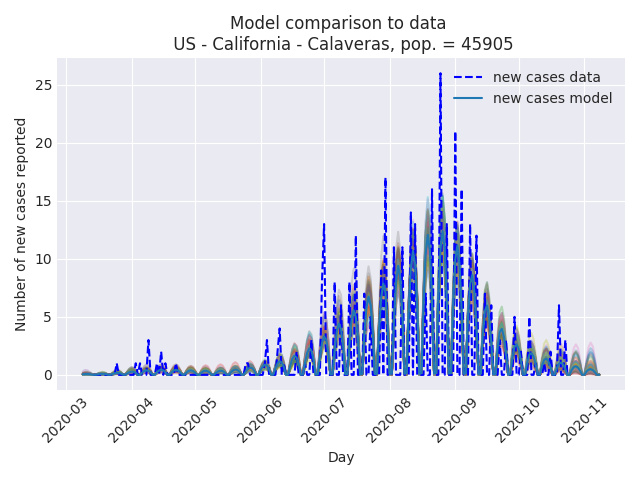 Model comparison to data
US - California - Calaveras, pop. = 45905
new cases data
new cases model
Number of new cases reported
25
20
15
10
5
0
2020-03
2020-04
2020-05
2020-06
2020-07
2020-08
2020-09
2020-10
2020-11
Day